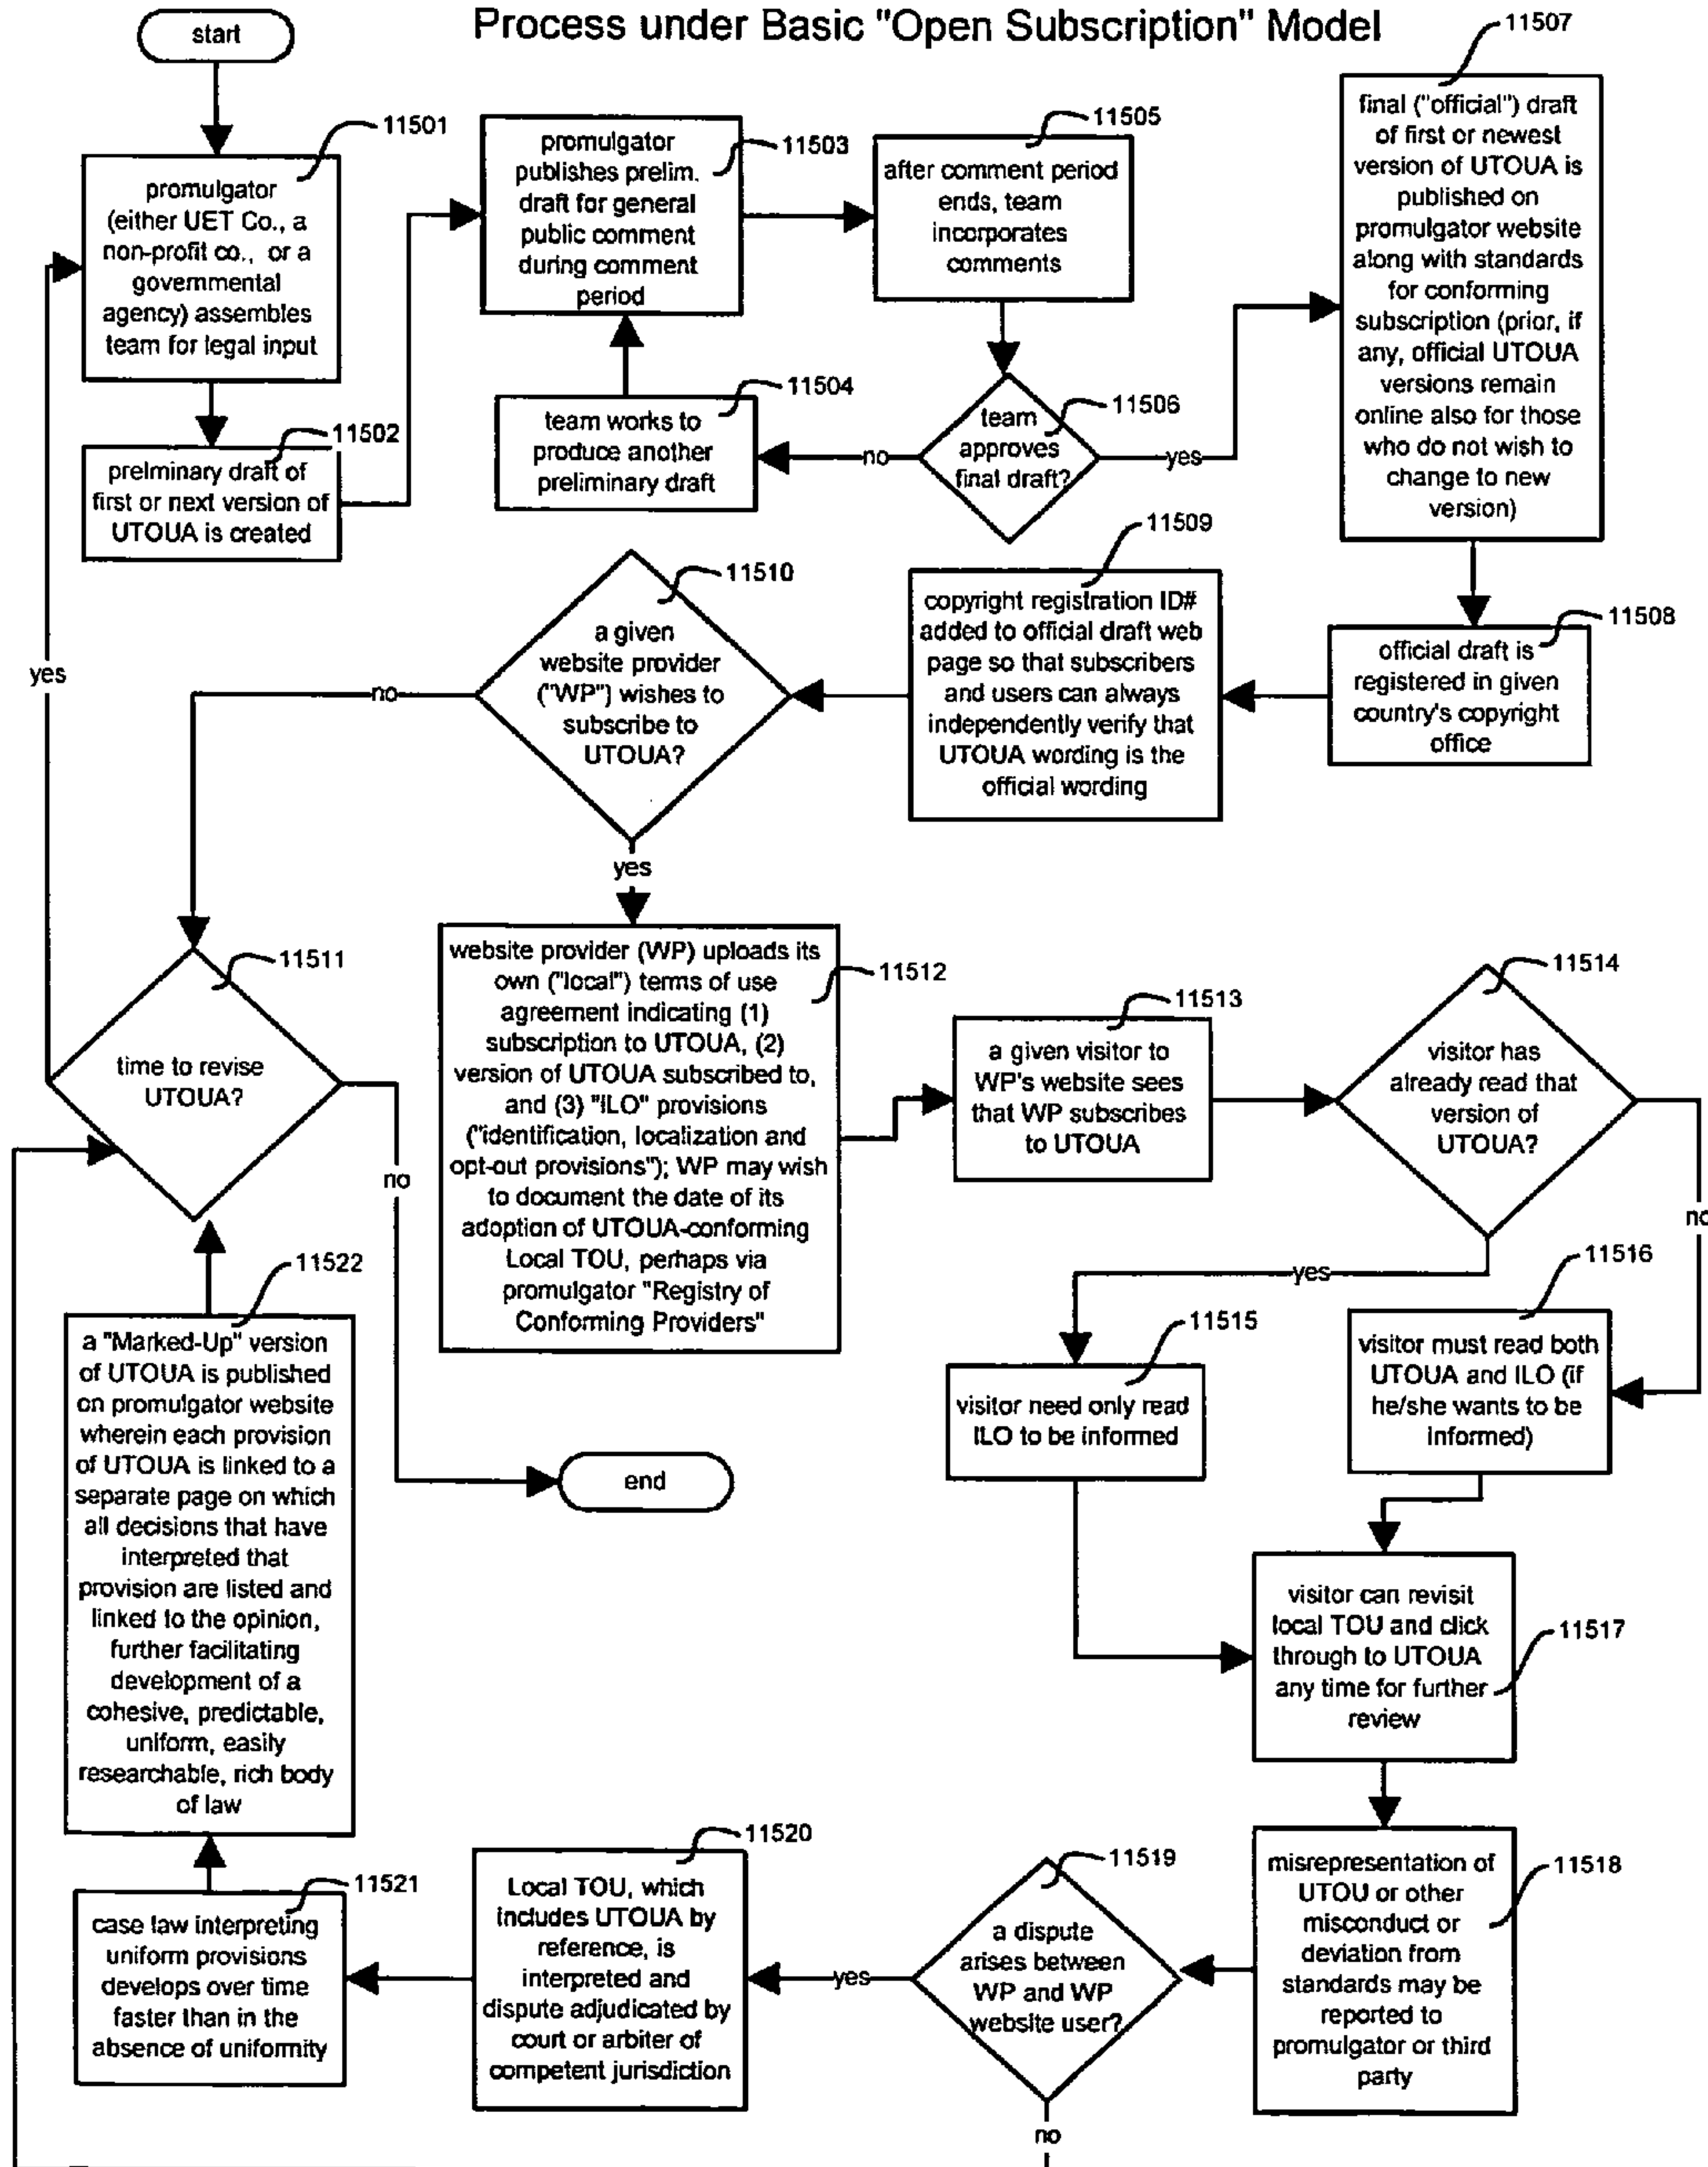 Process under Basic "Open Subscription" Model
start
11501
promulgator
(either UET Co., a
non-profit co., or a
governmental
agency) assembles
team for legal input
11502
prelminary draft of
first or next version of
UTOUA is created
11503
promulgator
publishes prelim.
draft for general
public comment
during comment
period
11504
team works to
produce another
preliminary draft
11505
after comment period
ends, team
incorporates
comments
11506
team
approves
final draft?
no
yes
11507
final ("official") draft
of first or newest
version of UTOUA is
published on
promulgator website
along with standards
for conforming
subscription (prior, if
any, official UTOUA
versions remain
online also for those
who do not wish to
change to new
version)
11508
official draft is
registered in given
country's copyright
office
11509
copyright registration ID#
added to official draft web
page so that subscribers
and users can always
independently verify that
UTOUA wording is the
official wording
11510
a given
website provider
("WP") wishes to
subscribe to
UTOUA?
no
yes
11511
time to revise
UTOUA?
yes
no
end
11512
website provider (WP) uploads its
own ("local") terms of use
agreement indicating (1)
subscription to UTOUA, (2)
version of UTOUA subscribed to,
and (3) "ILO" provisions
("identification, localization and
opt-out provisions"); WP may wish
to document the date of its
adoption of UTOUA-conforming
Local TOU, perhaps via
promulgator "Registry of
Conforming Providers"
11513
a given visitor to
WP's website sees
that WP subscribes
to UTOUA
11514
visitor has
already read that
version of
UTOUA?
yes
no
11515
visitor need only read
ILO to be informed
11516
visitor must read both
UTOUA and ILO (if
he/she wants to be
informed)
11517
visitor can revisit
local TOU and click
through to UTOUA
any time for further
review
11518
misrepresentation of
UTOU or other
misconduct or
deviation from
standards may be
reported to
promulgator or third
party
11519
a dispute
arises between
WP and WP
website user?
yes
no
11520
Local TOU, which
includes UTOUA by
reference, is
interpreted and
dispute adjudicated by
court or arbiter of
competent jurisdiction
11521
case law interpreting
uniform provisions
develops over time
faster than in the
absence of uniformity
11522
a "Marked-Up" version
of UTOUA is published
on promulgator website
wherein each provision
of UTOUA is linked to a
separate page on which
all decisions that have
interpreted that
provision are listed and
linked to the opinion,
further facilitating
development of a
cohesive, predictable,
uniform, easily
researchable, rich body
of law